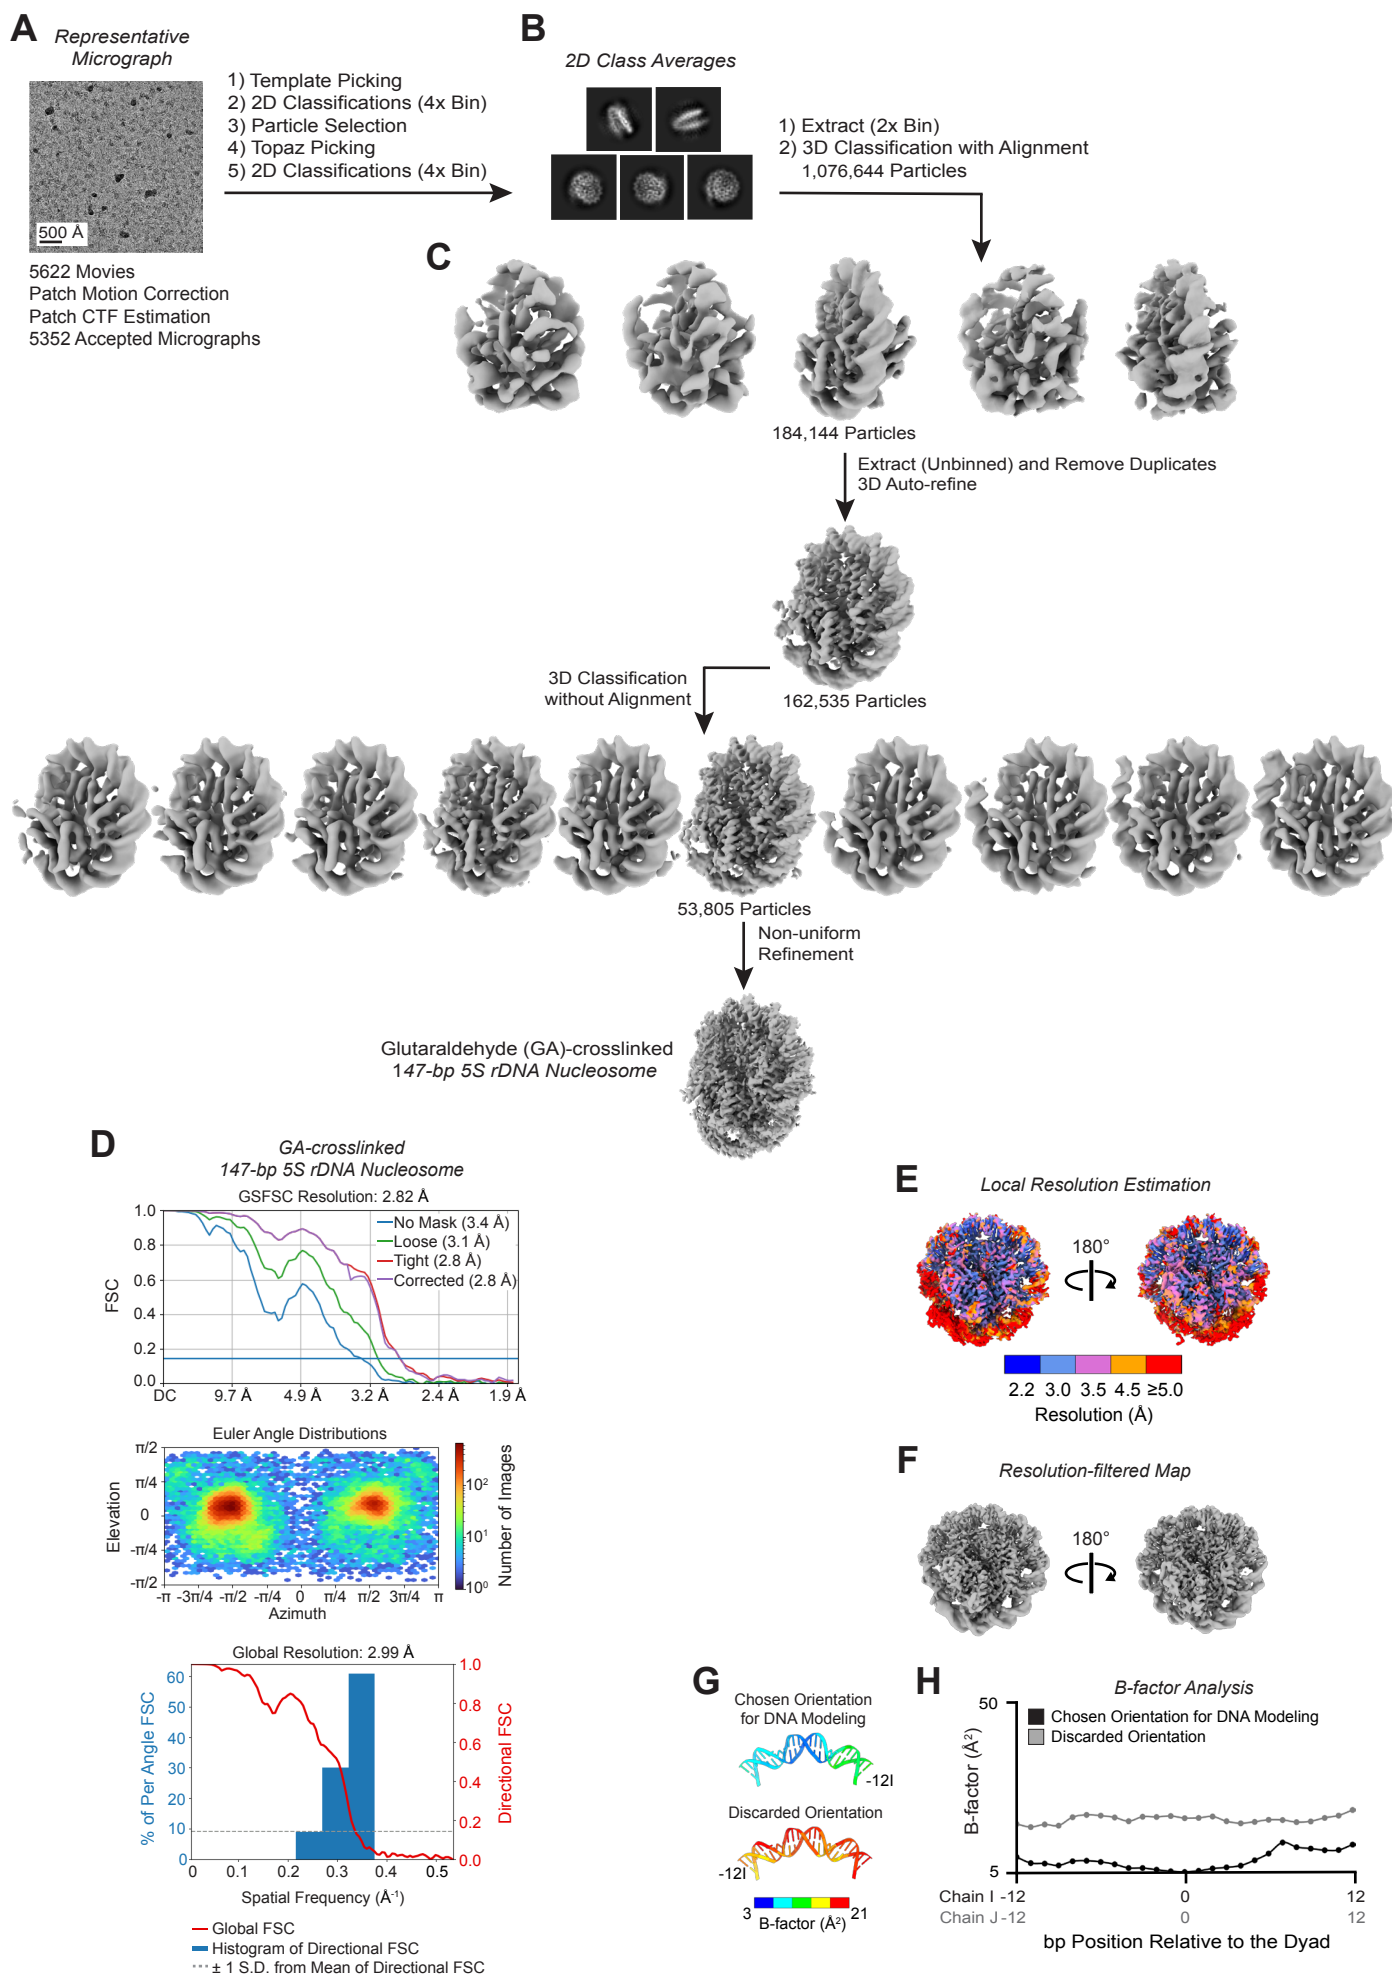 A
Representative
Micrograph
500 Å
5622 Movies
Patch Motion Correction
Patch CTF Estimation
5352 Accepted Micrographs
1) Template Picking
2) 2D Classifications (4x Bin)
3) Particle Selection
4) Topaz Picking
5) 2D Classifications (4x Bin)
B
2D Class Averages
1) Extract (2x Bin)
2) 3D Classification with Alignment
1,076,644 Particles
C
184,144 Particles
Extract (Unbinned) and Remove Duplicates
3D Auto-refine
162,535 Particles
3D Classification
without Alignment
53,805 Particles
Non-uniform
Refinement
Glutaraldehyde (GA)-crosslinked
147-bp 5S rDNA Nucleosome
D
GA-crosslinked
147-bp 5S rDNA Nucleosome
GSFSC Resolution: 2.82 Å
No Mask (3.4 Å)
Loose (3.1 Å)
Tight (2.8 Å)
Corrected (2.8 Å)
FSC
1.0
0.8
0.6
0.4
0.2
0.0
DC 9.7 Å 4.9 Å 3.2 Å 2.4 Å 1.9 Å
Euler Angle Distributions
Elevation
π/2
π/4
0
-π/4
-π/2
-π -3π/4 -π/2 -π/4 0 π/4 π/2 3π/4 π
Azimuth
10²
10¹
10⁰
Number of Images
Global Resolution: 2.99 Å
% of Per Angle FSC
60
50
40
30
20
10
0
1.0
0.8
0.6
0.4
0.2
0.0
Directional FSC
0 0.1 0.2 0.3 0.4 0.5
Spatial Frequency (Å⁻¹)
Global FSC
Histogram of Directional FSC
± 1 S.D. from Mean of Directional FSC
E
Local Resolution Estimation
180°
2.2 3.0 3.5 4.5 ≥5.0
Resolution (Å)
F
Resolution-filtered Map
180°
G
Chosen Orientation
for DNA Modeling
-12I
Discarded Orientation
-12I
3 21
B-factor (Å²)
H
B-factor Analysis
50
Chosen Orientation for DNA Modeling
Discarded Orientation
B-factor (Å²)
5
Chain I -12 0 12
Chain J -12 0 12
bp Position Relative to the Dyad